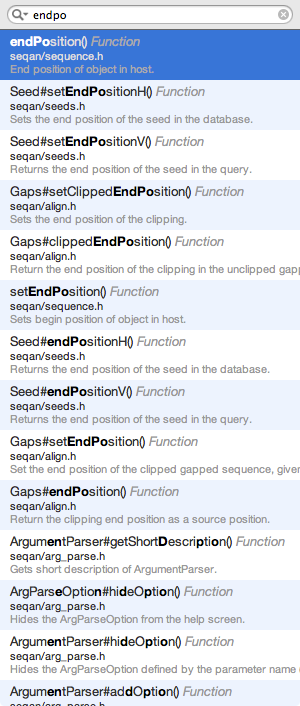 endpo
endPosition() Function
seqan/sequence.h
End position of object in host.
Seed#setEndPositionH() Function
seqan/seeds.h
Sets the end position of the seed in the database.
Seed#setEndPositionV() Function
seqan/seeds.h
Returns the end position of the seed in the query.
Gaps#setClippedEndPosition() Function
seqan/align.h
Sets the end position of the clipping.
Gaps#clippedEndPosition() Function
seqan/align.h
Return the end position of the clipping in the unclipped gapp
setEndPosition() Function
seqan/sequence.h
Sets begin position of object in host.
Seed#endPositionH() Function
seqan/seeds.h
Returns the end position of the seed in the database.
Seed#endPositionV() Function
seqan/seeds.h
Returns the end position of the seed in the query.
Gaps#setEndPosition() Function
seqan/align.h
Set the end position of the clipped gapped sequence, given
Gaps#endPosition() Function
seqan/align.h
Return the clipping end position as a source position.
ArgumentParser#getShortDescription() Function
seqan/arg_parse.h
Gets short description of ArgumentParser.
ArgParseOption#hideOption() Function
seqan/arg_parse.h
Hides the ArgParseOption from the help screen.
ArgumentParser#hideOption() Function
seqan/arg_parse.h
Hides the ArgParseOption defined by the parameter name
ArgumentParser#addOption() Function
seqan/arg_parse.h